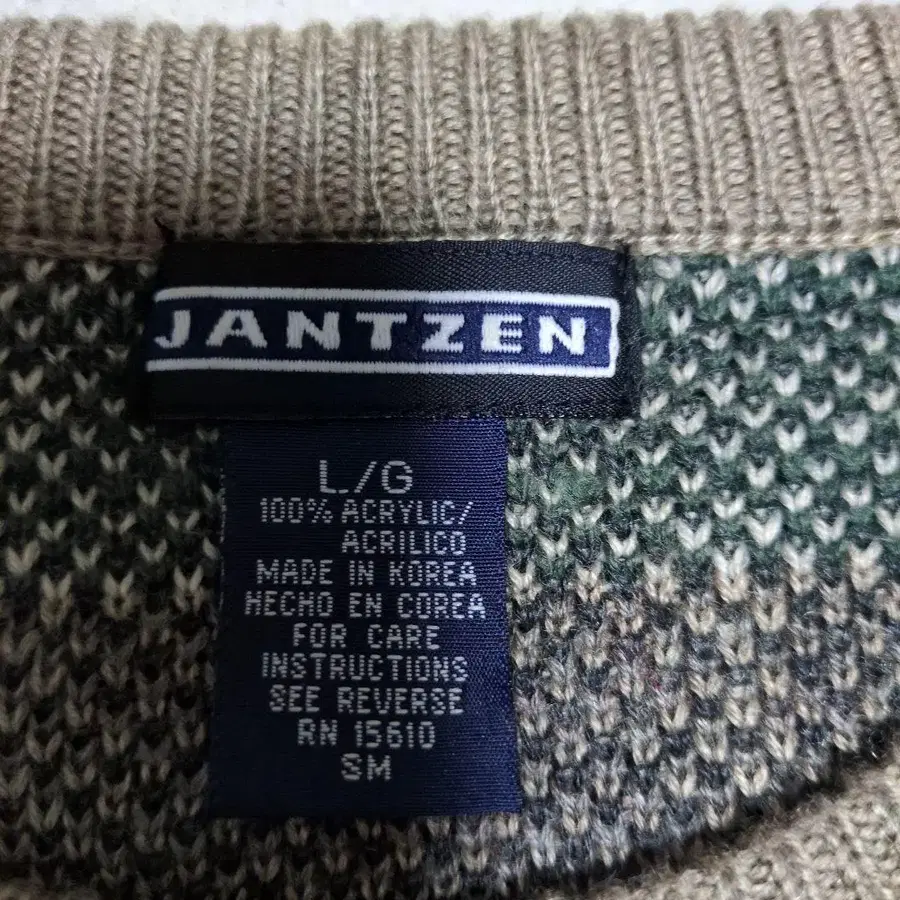 JANTZEN
L/G
100% ACRYLIC/
ACRILICO
MADE IN KOREA
HECHO EN COREA
FOR CARE
INSTRUCTIONS
SEE REVERSE
RN 15610
SM